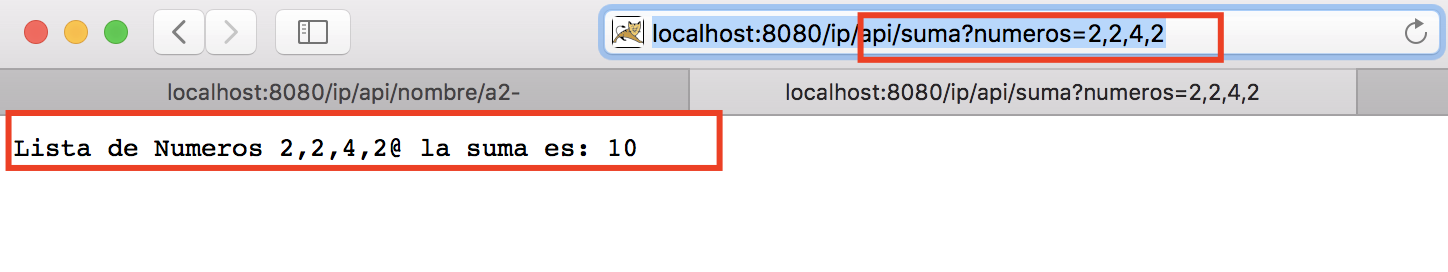 localhost:8080/ip/api/suma?numeros=2,2,4,2
localhost:8080/ip/api/nombre/a2-
localhost:8080/ip/api/suma?numeros=2,2,4,2
Lista de Numeros 2,2,4,2@ la suma es: 10